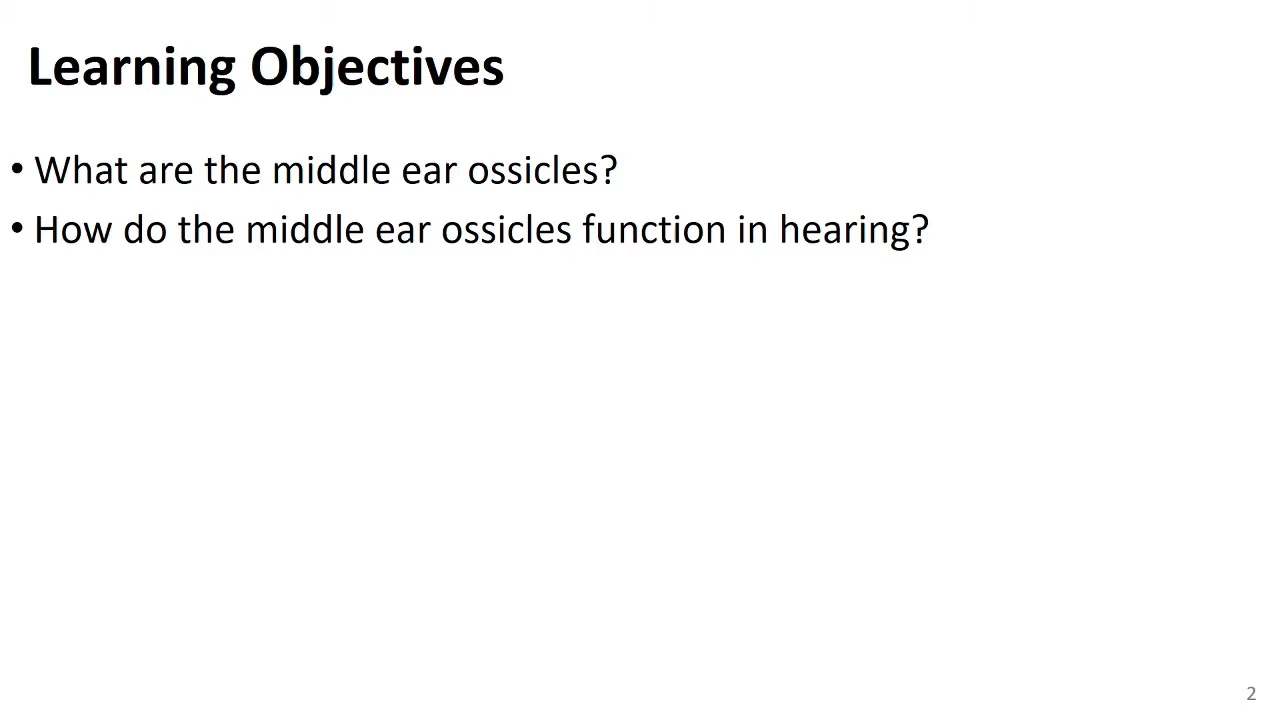 Learning Objectives
• What are the middle ear ossicles?
• How do the middle ear ossicles function in hearing?
2